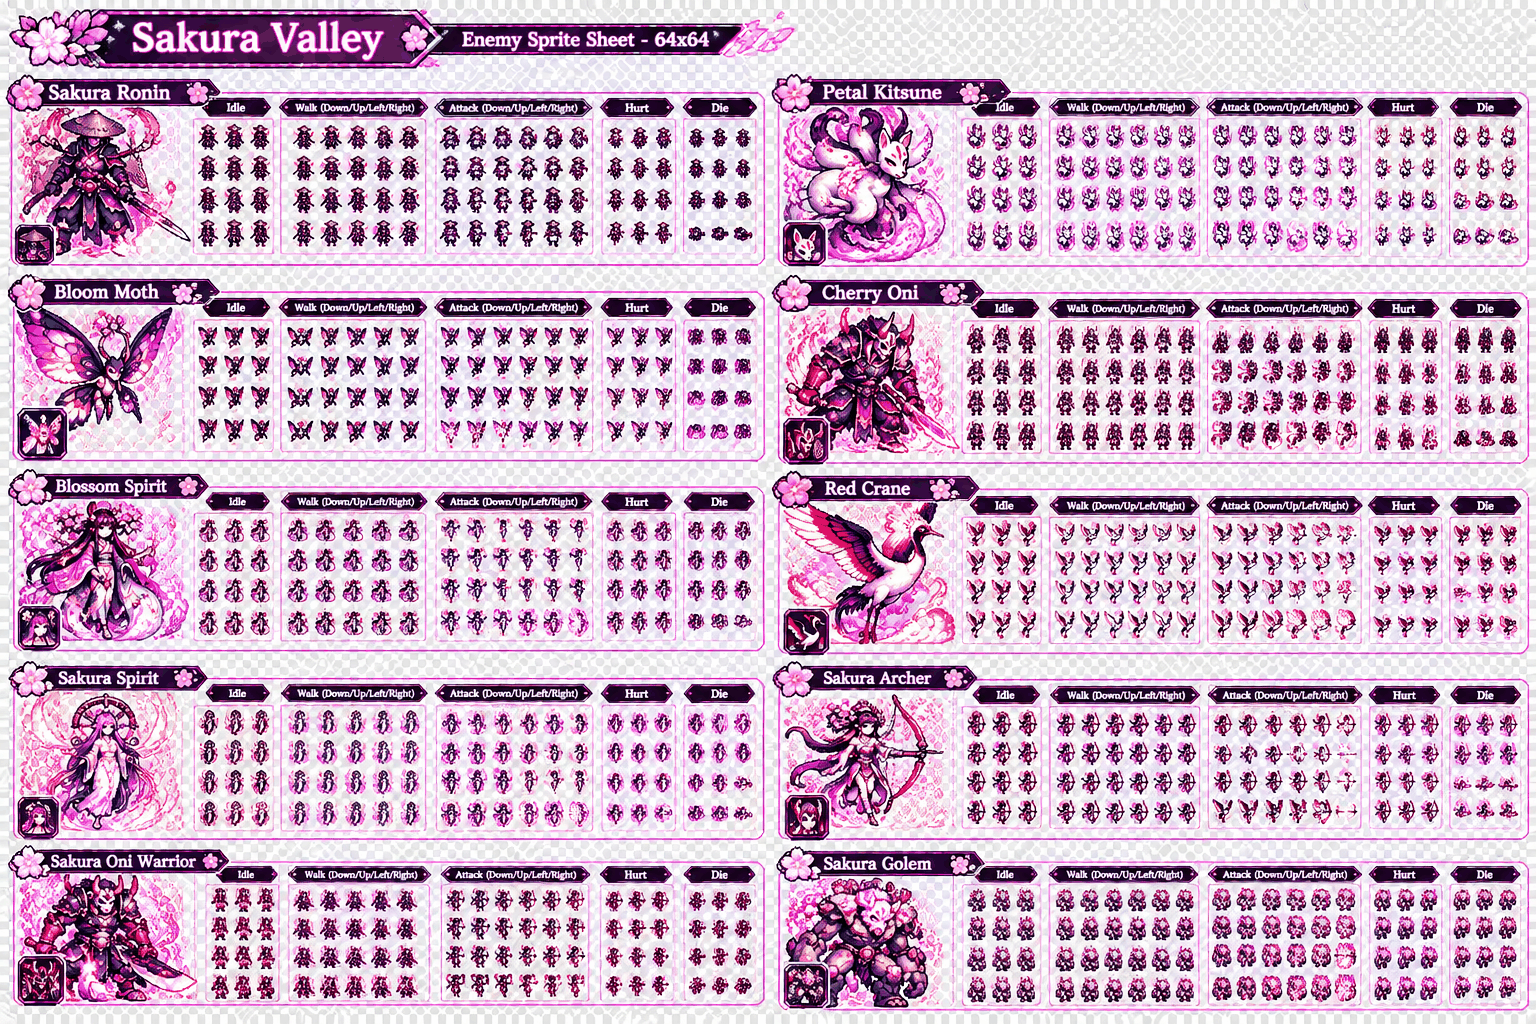 Sakura Valley
Enemy Sprite Sheet - 64x64
Sakura Ronin
Idle
Walk (Down/Up/Left/Right)
Attack (Down/Up/Left/Right)
Hurt
Die
Petal Kitsune
Idle
Walk (Down/Up/Left/Right)
Attack (Down/Up/Left/Right)
Hurt
Die
Bloom Moth
Idle
Walk (Down/Up/Left/Right)
Attack (Down/Up/Left/Right)
Hurt
Die
Cherry Oni
Idle
Walk (Down/Up/Left/Right)
Attack (Down/Up/Left/Right)
Hurt
Die
Blossom Spirit
Idle
Walk (Down/Up/Left/Right)
Attack (Down/Up/Left/Right)
Hurt
Die
Red Crane
Idle
Walk (Down/Up/Left/Right)
Attack (Down/Up/Left/Right)
Hurt
Die
Sakura Spirit
Idle
Walk (Down/Up/Left/Right)
Attack (Down/Up/Left/Right)
Hurt
Die
Sakura Archer
Idle
Walk (Down/Up/Left/Right)
Attack (Down/Up/Left/Right)
Hurt
Die
Sakura Oni Warrior
Idle
Walk (Down/Up/Left/Right)
Attack (Down/Up/Left/Right)
Hurt
Die
Sakura Golem
Idle
Walk (Down/Up/Left/Right)
Attack (Down/Up/Left/Right)
Hurt
Die